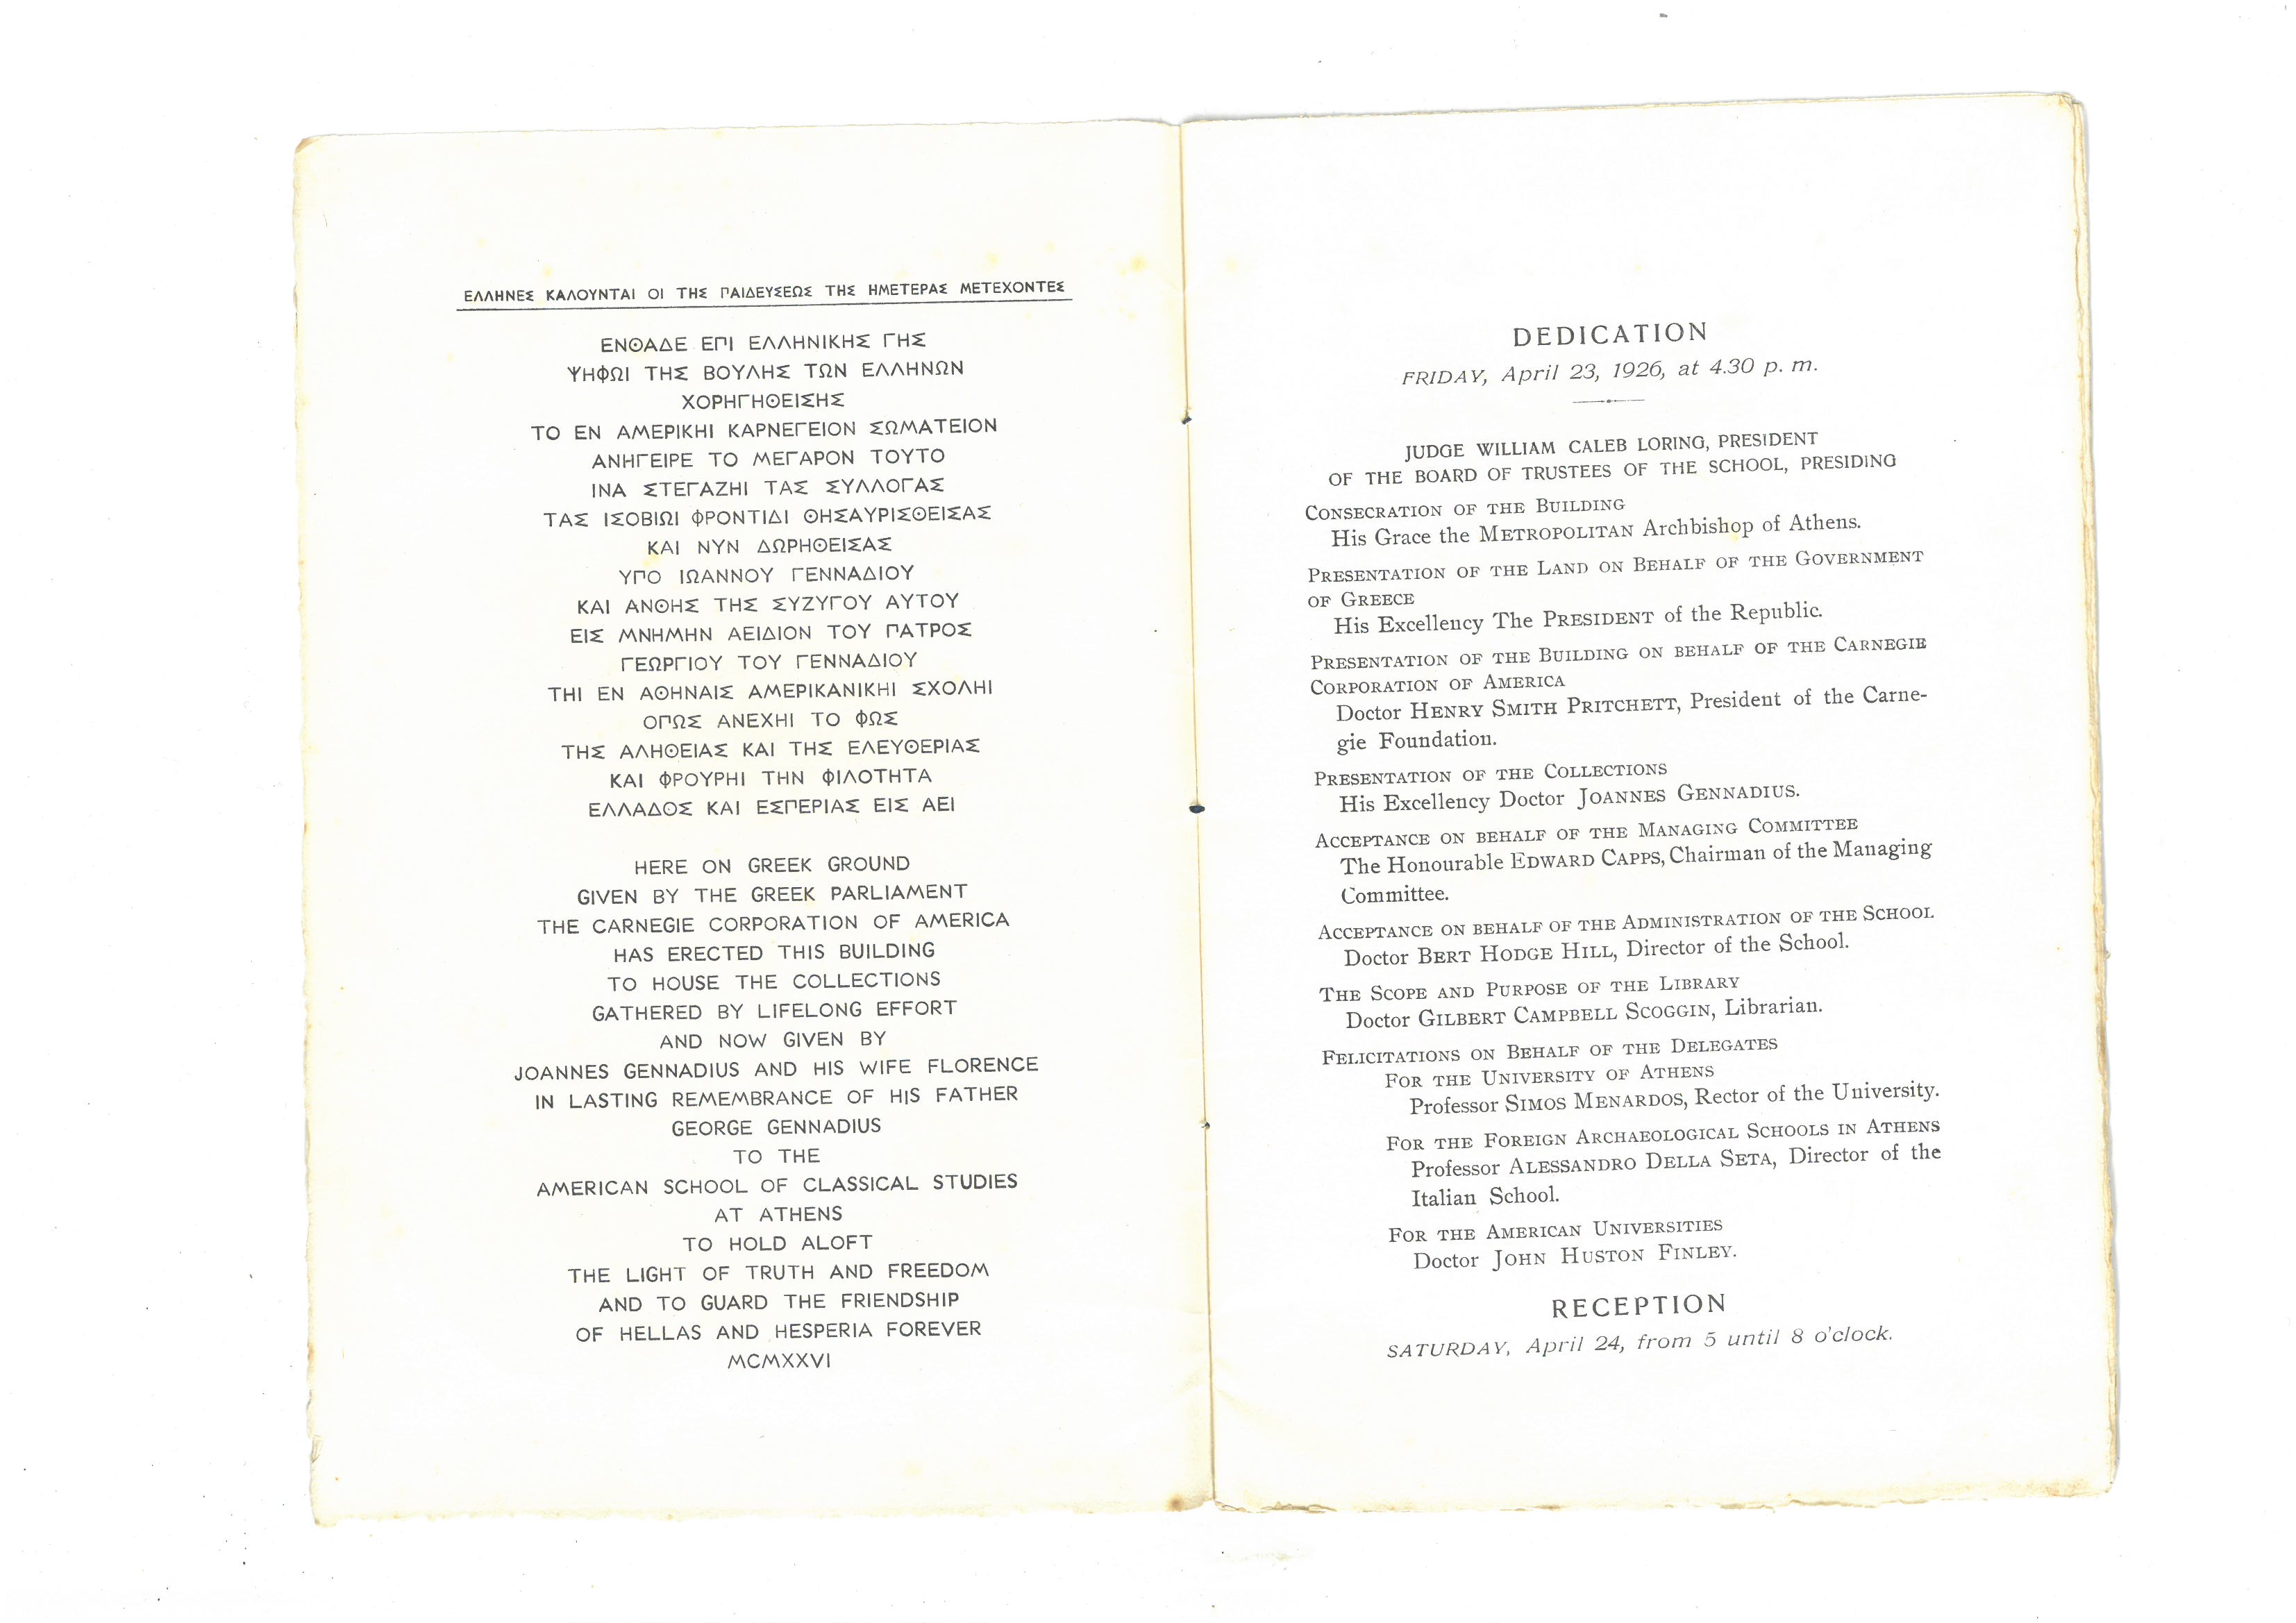 ΕΛΛΗΝΕΣ ΚΑΛΟΥΝΤΑΙ ΟΙ ΤΗΣ ΠΑΙΔΕΥΣΕΩΣ ΤΗΣ ΗΜΕΤΕΡΑΣ ΜΕΤΕΧΟΝΤΕΣ
ΕΝΘΑΔΕ ΕΠΙ ΕΛΛΗΝΙΚΗΣ ΓΗΣ
ΨΗΦΩΙ ΤΗΣ ΒΟΥΛΗΣ ΤΩΝ ΕΛΛΗΝΩΝ
ΧΟΡΗΓΗΘΕΙΣΗΣ
ΤΟ ΕΝ ΑΜΕΡΙΚΗΙ ΚΑΡΝΕΓΕΙΟΝ ΣΩΜΑΤΕΙΟΝ
ΑΝΗΓΕΙΡΕ ΤΟ ΜΕΓΑΡΟΝ ΤΟΥΤΟ
ΙΝΑ ΣΤΕΓΑΖΗΙ ΤΑΣ ΣΥΛΛΟΓΑΣ
ΤΑΣ ΙΣΟΒΙΩΙ ΦΡΟΝΤΙΔΙ ΘΗΣΑΥΡΙΣΘΕΙΣΑΣ
ΚΑΙ ΝΥΝ ΔΩΡΗΘΕΙΣΑΣ
ΥΠΟ ΙΩΑΝΝΟΥ ΓΕΝΝΑΔΙΟΥ
ΚΑΙ ΑΝΘΗΣ ΤΗΣ ΣΥΖΥΓΟΥ ΑΥΤΟΥ
ΕΙΣ ΜΝΗΜΗΝ ΑΕΙΔΙΟΝ ΤΟΥ ΠΑΤΡΟΣ
ΓΕΩΡΓΙΟΥ ΤΟΥ ΓΕΝΝΑΔΙΟΥ
ΤΗΙ ΕΝ ΑΘΗΝΑΙΣ ΑΜΕΡΙΚΑΝΙΚΗΙ ΣΧΟΛΗΙ
ΟΠΩΣ ΑΝΕΧΗΙ ΤΟ ΦΩΣ
ΤΗΣ ΑΛΗΘΕΙΑΣ ΚΑΙ ΤΗΣ ΕΛΕΥΘΕΡΙΑΣ
ΚΑΙ ΦΡΟΥΡΗΙ ΤΗΝ ΦΙΛΟΤΗΤΑ
ΕΛΛΑΔΟΣ ΚΑΙ ΕΣΠΕΡΙΑΣ ΕΙΣ ΑΕΙ
HERE ON GREEK GROUND
GIVEN BY THE GREEK PARLIAMENT
THE CARNEGIE CORPORATION OF AMERICA
HAS ERECTED THIS BUILDING
TO HOUSE THE COLLECTIONS
GATHERED BY LIFELONG EFFORT
AND NOW GIVEN BY
JOANNES GENNADIUS AND HIS WIFE FLORENCE
IN LASTING REMEMBRANCE OF HIS FATHER
GEORGE GENNADIUS
TO THE
AMERICAN SCHOOL OF CLASSICAL STUDIES
AT ATHENS
TO HOLD ALOFT
THE LIGHT OF TRUTH AND FREEDOM
AND TO GUARD THE FRIENDSHIP
OF HELLAS AND HESPERIA FOREVER
MCMXXVI
DEDICATION
FRIDAY, April 23, 1926, at 4.30 p. m.
JUDGE WILLIAM CALEB LORING, PRESIDENT
OF THE BOARD OF TRUSTEES OF THE SCHOOL, PRESIDING
CONSECRATION OF THE BUILDING
His Grace the METROPOLITAN Archbishop of Athens.
PRESENTATION OF THE LAND ON BEHALF OF THE GOVERNMENT
OF GREECE
His Excellency The PRESIDENT of the Republic.
PRESENTATION OF THE BUILDING ON BEHALF OF THE CARNEGIE
CORPORATION OF AMERICA
Doctor HENRY SMITH PRITCHETT, President of the Carne-
gie Foundation.
PRESENTATION OF THE COLLECTIONS
His Excellency Doctor JOANNES GENNADIUS.
ACCEPTANCE ON BEHALF OF THE MANAGING COMMITTEE
The Honourable EDWARD CAPPS, Chairman of the Managing
Committee.
ACCEPTANCE ON BEHALF OF THE ADMINISTRATION OF THE SCHOOL
Doctor BERT HODGE HILL, Director of the School.
THE SCOPE AND PURPOSE OF THE LIBRARY
Doctor GILBERT CAMPBELL SCOGGIN, Librarian.
FELICITATIONS ON BEHALF OF THE DELEGATES
FOR THE UNIVERSITY OF ATHENS
Professor SIMOS MENARDOS, Rector of the University.
FOR THE FOREIGN ARCHAEOLOGICAL SCHOOLS IN ATHENS
Professor ALESSANDRO DELLA SETA, Director of the
Italian School.
FOR THE AMERICAN UNIVERSITIES
Doctor JOHN HUSTON FINLEY.
RECEPTION
SATURDAY, April 24, from 5 until 8 o'clock.